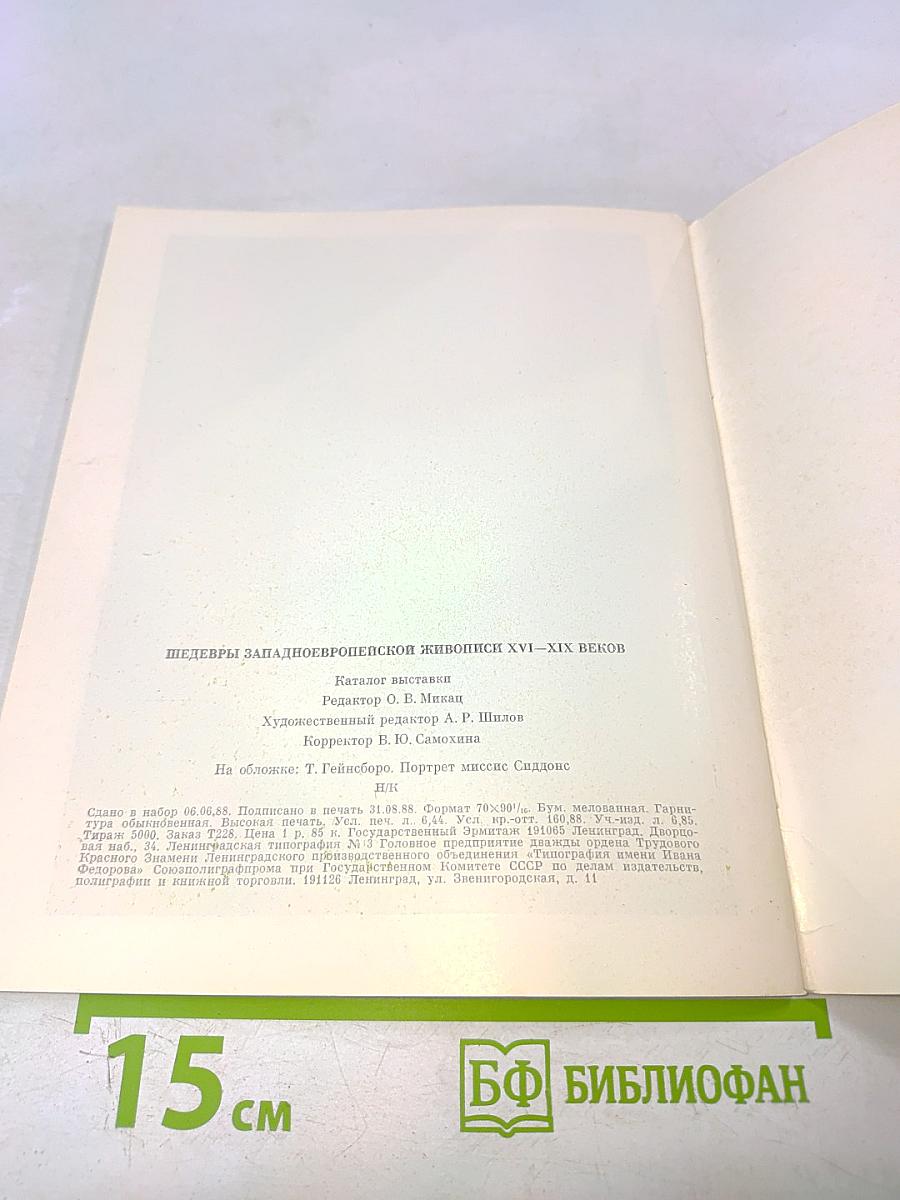 ШЕДЕВРЫ ЗАПАДНОЕВРОПЕЙСКОЙ ЖИВОПИСИ XVI—XIX ВЕКОВ
Каталог выставки
Редактор О. В. Микац
Художественный редактор А. Р. Шилов
Корректор В. Ю. Самохина
На обложке: Т. Гейнсборо. Портрет миссис Сиддонс
Н/К
Сдано в набор 06.06.88. Подписано в печать 31.08.88. Формат 70×90¹/₁₆. Бум. мелованная. Гарни-
тура обыкновенная. Высокая печать. Усл. печ. л. 6,44. Усл. кр.-отт. 160,88. Уч.-изд. л. 6,85.
Тираж 5000. Заказ Т228. Цена 1 р. 85 к. Государственный Эрмитаж 191065 Ленинград. Дворцо-
вая наб., 34. Ленинградская типография № 3 Головное предприятие дважды ордена Трудового
Красного Знамени Ленинградского производственного объединения «Типография имени Ивана
Федорова» Союзполиграфпрома при Государственном Комитете СССР по делам издательств,
полиграфии и книжной торговли. 191126 Ленинград, ул. Звенигородская, д. 11
15 см
БФ БИБЛИОФАН